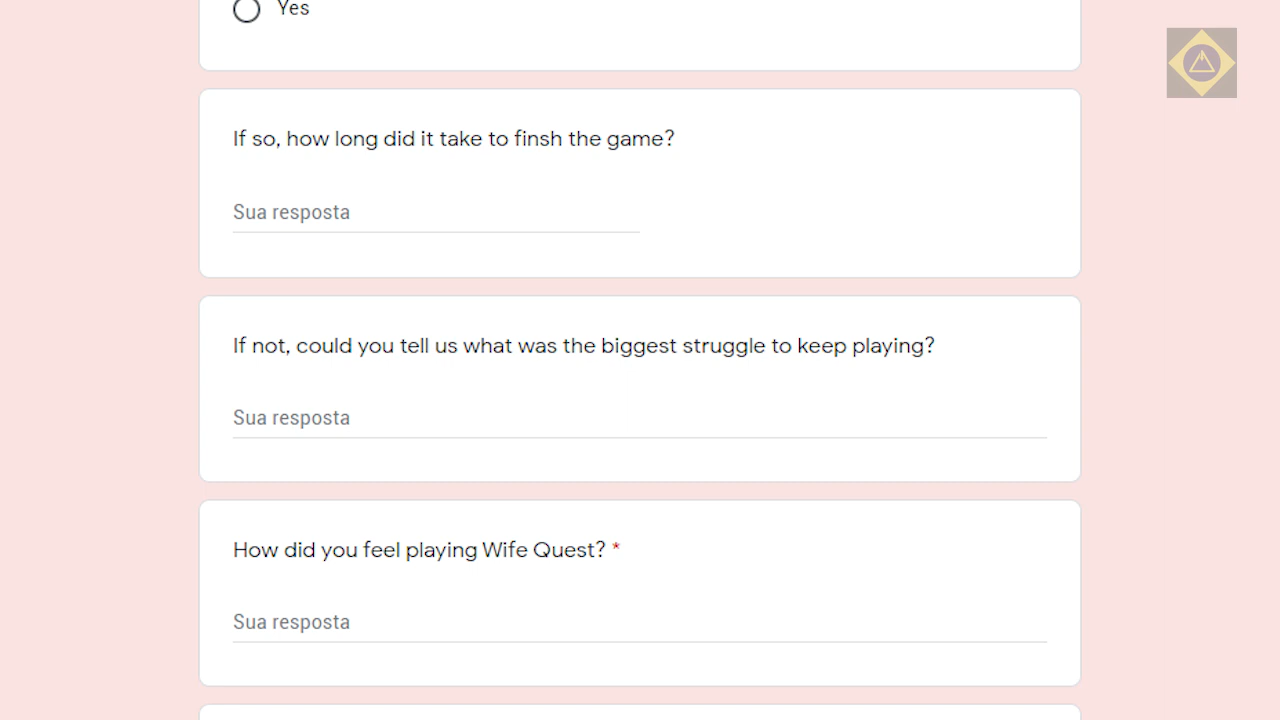 Yes
If so, how long did it take to finsh the game?
Sua resposta
If not, could you tell us what was the biggest struggle to keep playing?
Sua resposta
How did you feel playing Wife Quest? *
Sua resposta